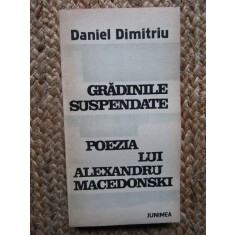 Daniel Dimitriu
GRĂDINILE
SUSPENDATE
POEZIA
LUI
ALEXANDRU
MACEDONSKI
JUNIMEA